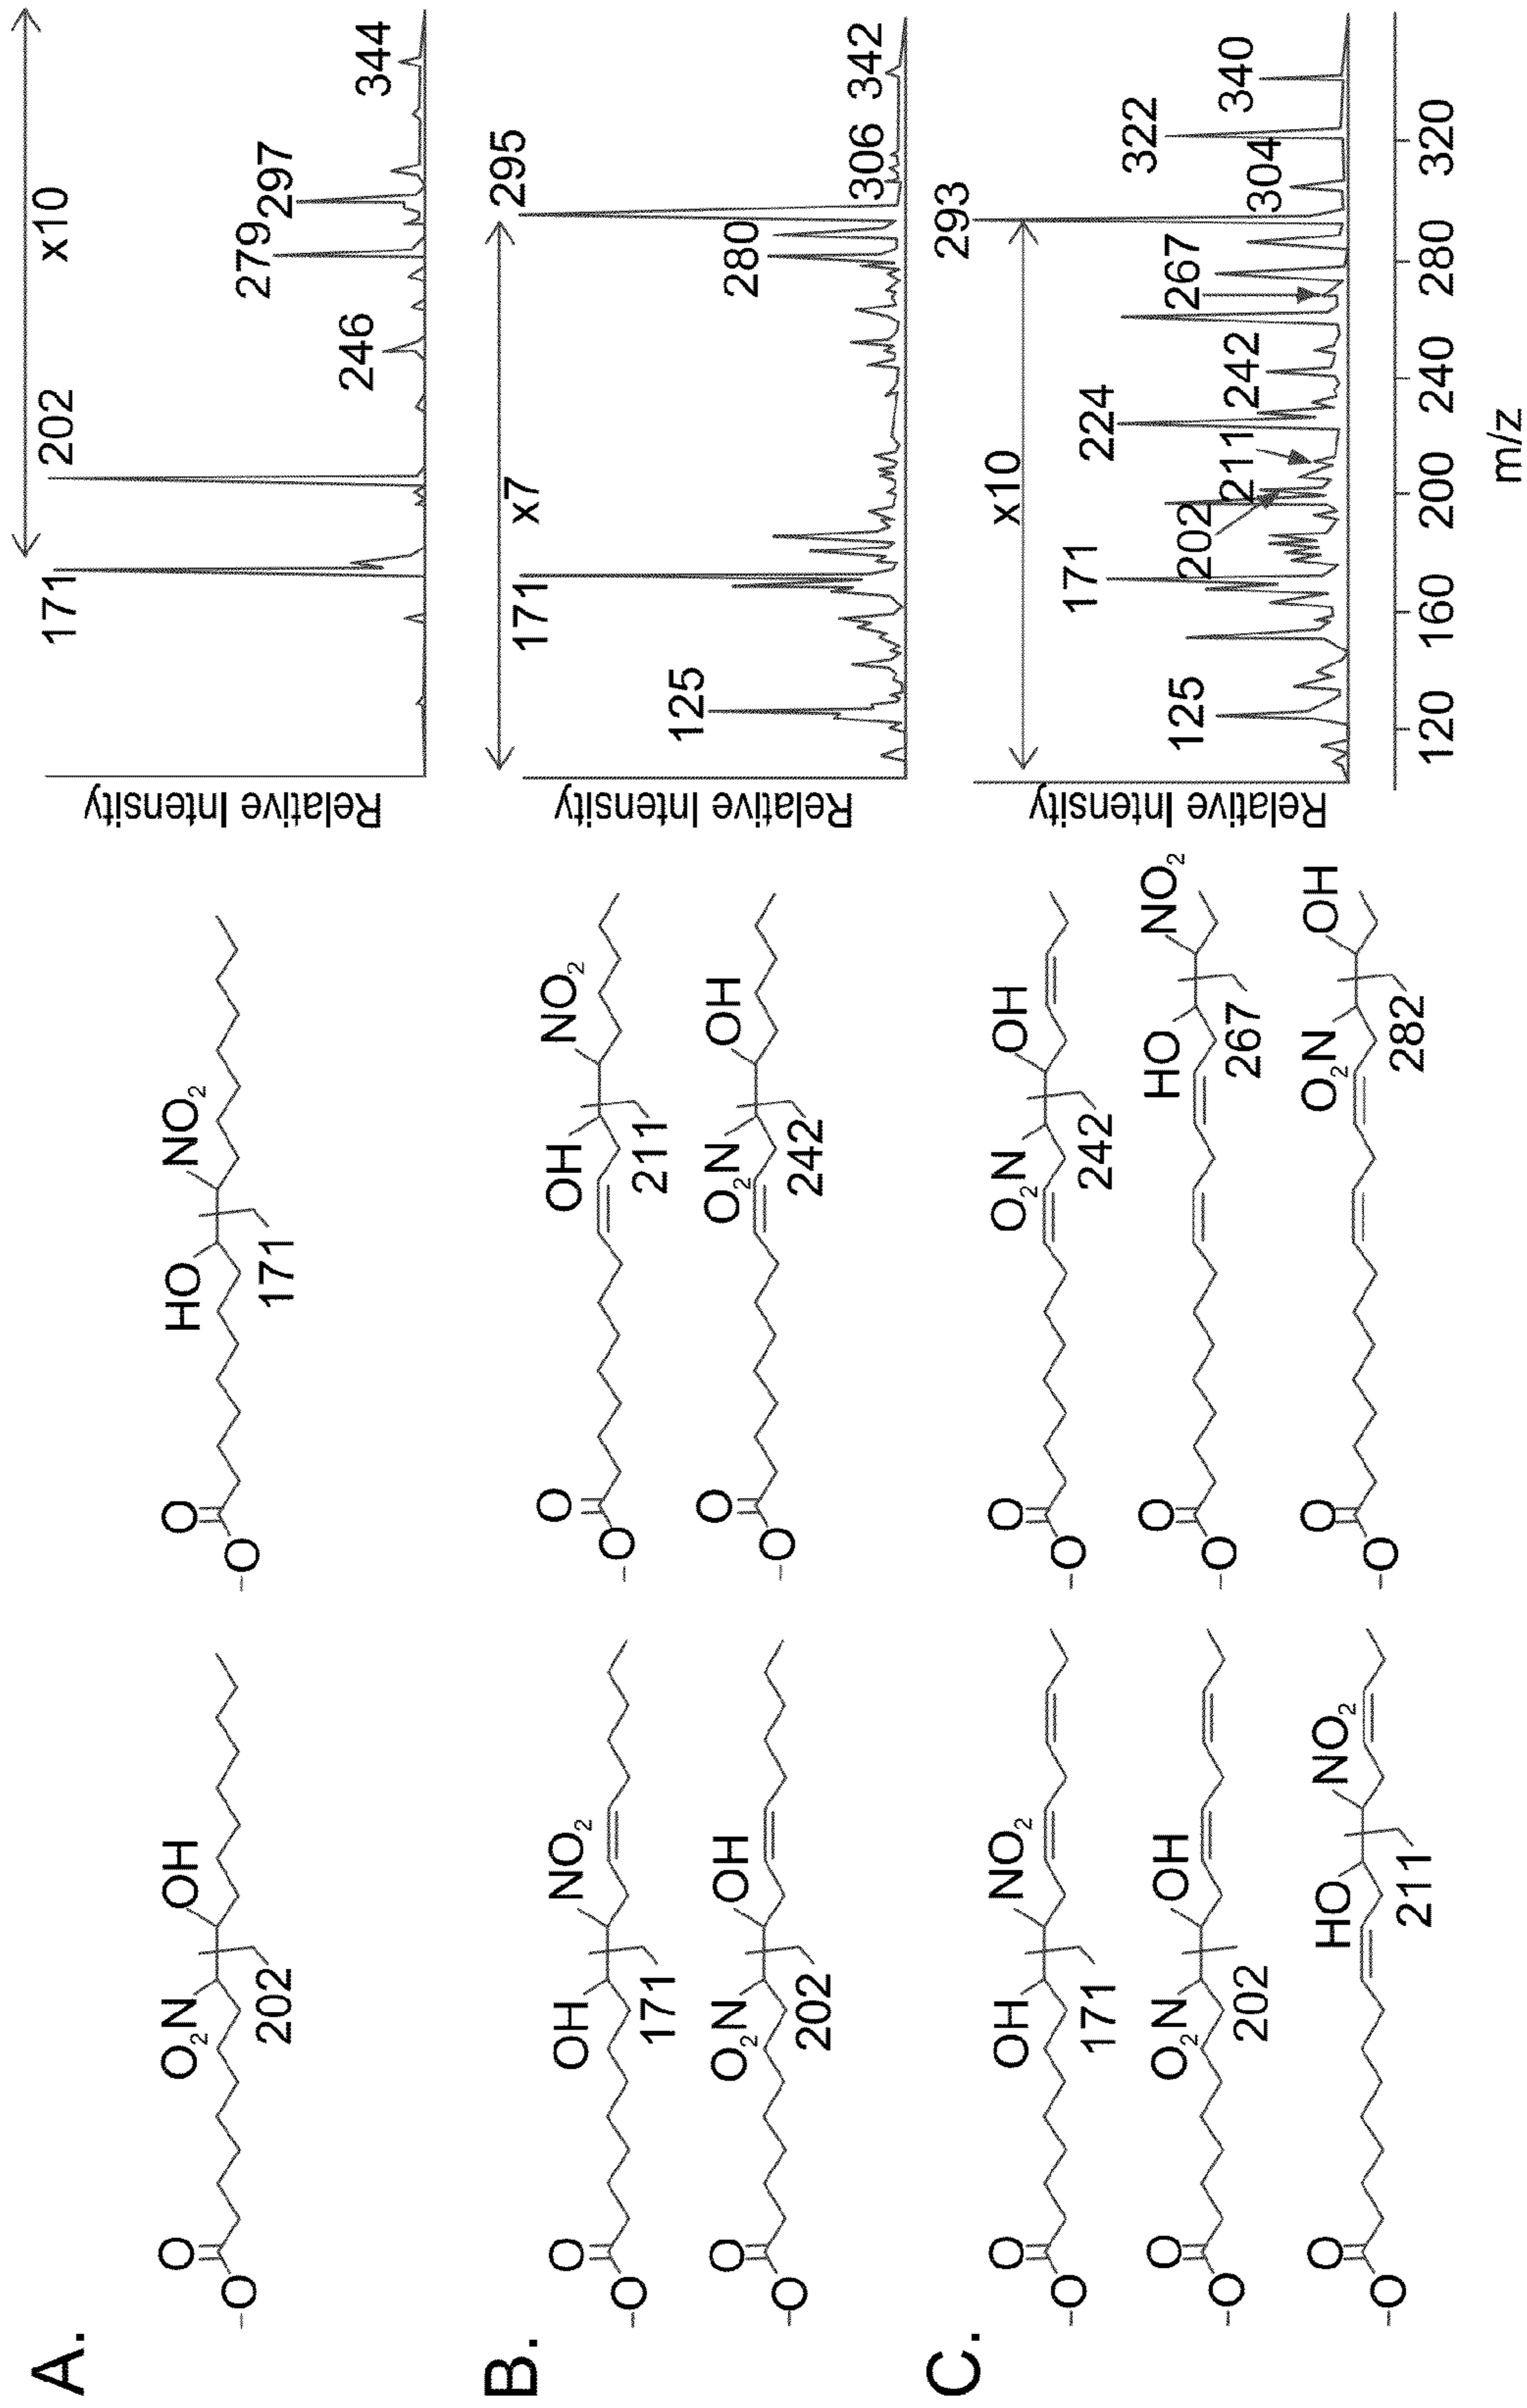 A.
O
-O
O2N
OH
202
O
-O
HO
NO2
171
Relative Intensity
171
202
x10
246
279
297
344
B.
O
-O
OH
NO2
171
O
-O
OH
NO2
211
O
-O
O2N
OH
202
O
-O
O2N
OH
242
Relative Intensity
125
171
x7
280
295
306
342
C.
O
-O
OH
NO2
171
O
-O
O2N
OH
242
O
-O
O2N
OH
202
O
-O
HO
NO2
267
O
-O
HO
NO2
211
O
-O
O2N
OH
282
Relative Intensity
125
171
202
x10
211
224
242
267
293
304
322
340
120 160 200 240 280 320
m/z